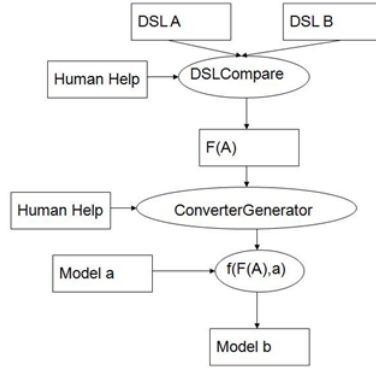 DSL A
DSL B
Human Help
DSLCompare
F(A)
Human Help
ConverterGenerator
Model a
f(F(A),a)
Model b